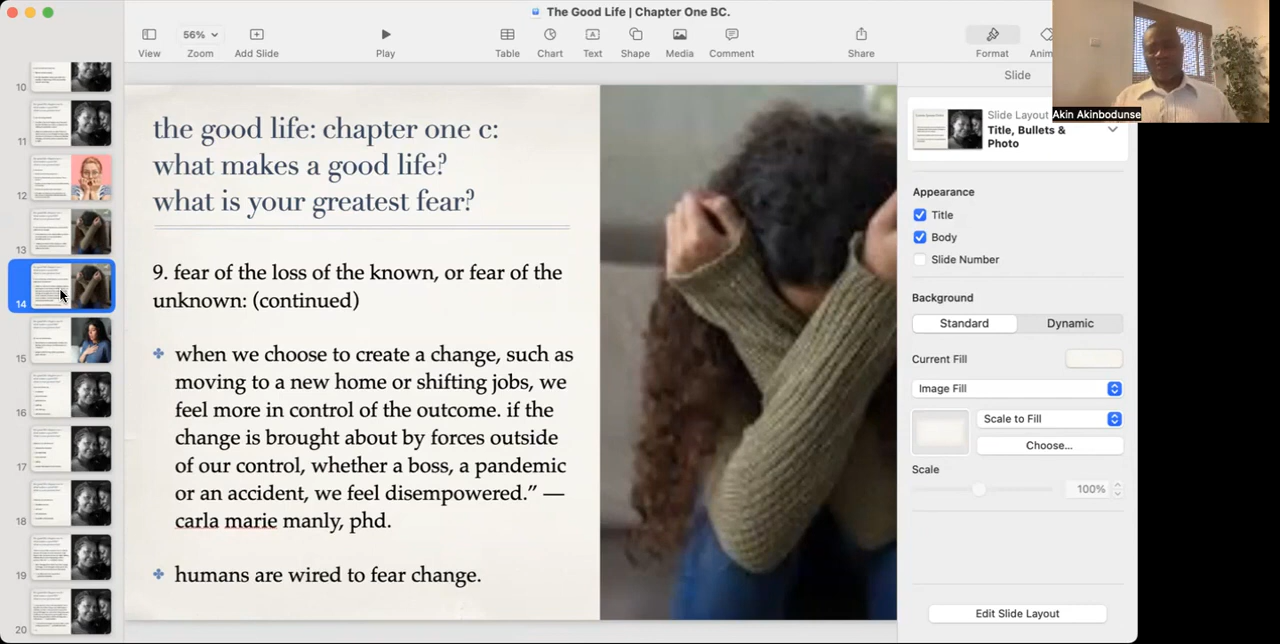 The Good Life | Chapter One BC.
View
56%
Zoom
Add Slide
Play
Table
Chart
Text
Shape
Media
Comment
Share
Format
Akin Akinbodunse
10
11
12
13
14
15
16
17
18
19
20
the good life: chapter one c:
what makes a good life?
what is your greatest fear?
9. fear of the loss of the known, or fear of the
unknown: (continued)
when we choose to create a change, such as
moving to a new home or shifting jobs, we
feel more in control of the outcome. if the
change is brought about by forces outside
of our control, whether a boss, a pandemic
or an accident, we feel disempowered.” —
carla marie manly, phd.
humans are wired to fear change.
Slide
Slide Layout
Title, Bullets &
Photo
Appearance
Title
Body
Slide Number
Background
Standard Dynamic
Current Fill
Image Fill
Scale to Fill
Choose...
Scale
100%
Edit Slide Layout